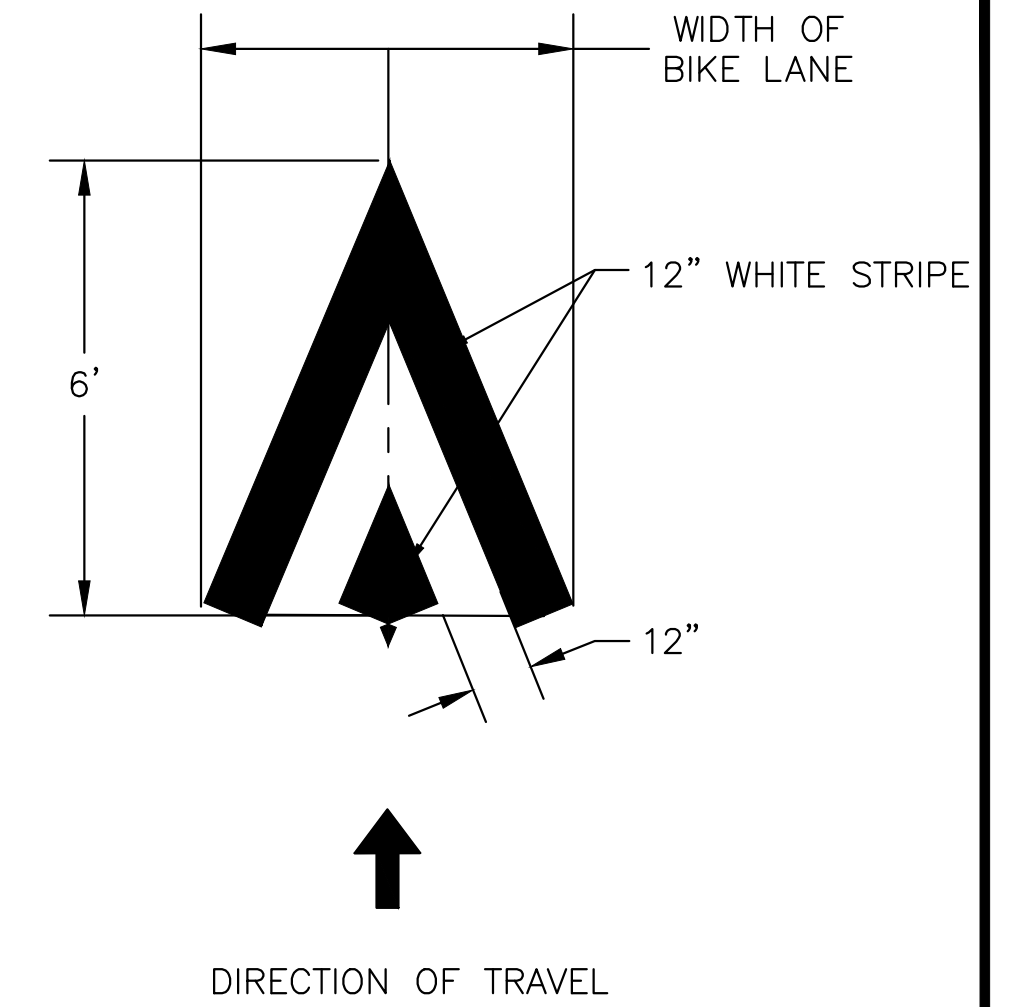 WIDTH OF
BIKE LANE
12” WHITE STRIPE
6’
12”
DIRECTION OF TRAVEL